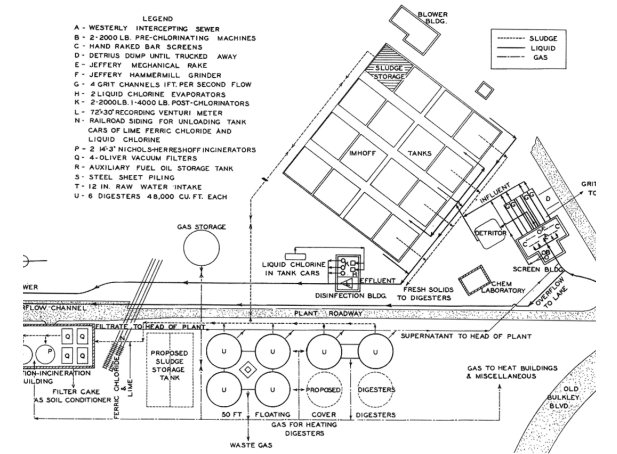 LEGEND
A - WESTERLY INTERCEPTING SEWER
B - 2-2000 LB. PRE-CHLORINATING MACHINES
C - HAND RAKED BAR SCREENS
D - DETRIUS DUMP UNTIL TRUCKED AWAY
E - JEFFERY MECHANICAL RAKE
F - JEFFERY HAMMERMILL GRINDER
G - 4 GRIT CHANNELS 1FT. PER SECOND FLOW
H - 2 LIQUID CHLORINE EVAPORATORS
K - 2-2000LB. 1-4000 LB. POST-CHLORINATORS
L - 72"x30" RECORDING VENTURI METER
N - RAILROAD SIDING FOR UNLOADING TANK
CARS OF LIME FERRIC CHLORIDE AND
LIQUID CHLORINE
P - 2 14'-3" NICHOLS-HERRESHOFF INCINERATORS
Q - 4-OLIVER VACUUM FILTERS
R - AUXILIARY FUEL OIL STORAGE TANK
S - STEEL SHEET PILING
T - 12 IN. RAW WATER INTAKE
U - 6 DIGESTERS 48,000 CU. FT. EACH
BLOWER
BLDG.
SLUDGE
LIQUID
GAS
SLUDGE
STORAGE
IMHOFF TANKS
INFLUENT
D
GRIT
TO
DETRITOR
SCREEN BLDG.
GAS STORAGE
LIQUID CHLORINE
IN TANK CARS
K
H
EFFLUENT
DISINFECTION BLDG.
FRESH SOLIDS
TO DIGESTERS
CHEM
LABORATORY
OVERFLOW
TO LAKE
WER
FLOW CHANNEL
PLANT ROADWAY
FILTRATE TO HEAD OF PLANT
SUPERNATANT TO HEAD OF PLANT
N
P
Q Q
Q Q
ON-INCINERATION
UILDING
FILTER CAKE
AS SOIL CONDITIONER
FERRIC CHLORIDE
LIME
PROPOSED
SLUDGE
STORAGE
TANK
U U U U
U U PROPOSED DIGESTERS
50 FT FLOATING COVER DIGESTERS
GAS FOR HEATING
DIGESTERS
WASTE GAS
GAS TO HEAT BUILDINGS
& MISCELLANEOUS
OLD
BULKLEY
BLVD.